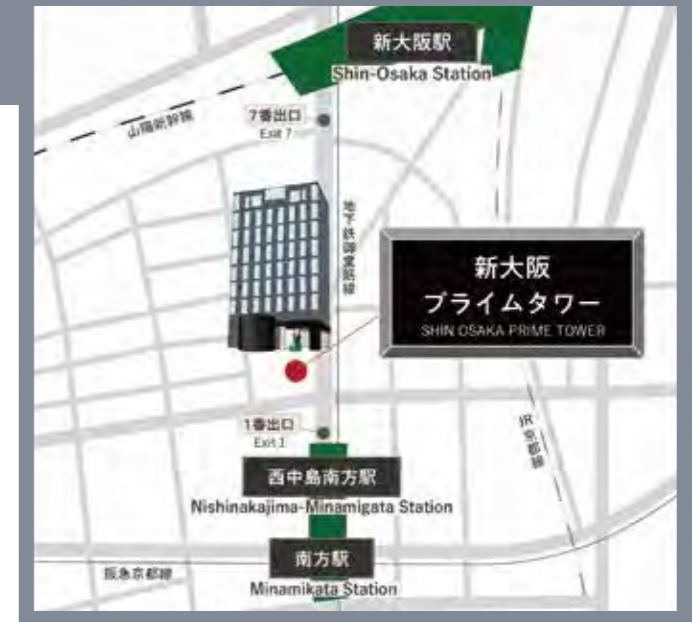 新大阪駅
Shin-Osaka Station
山陽新幹線
7番出口
Exit 7
地下鉄御堂筋線
新大阪
プライムタワー
SHIN OSAKA PRIME TOWER
1番出口
Exit 1
JR京都線
西中島南方駅
Nishinakajima-Minamigata Station
南方駅
阪急京都線
Minamikata Station